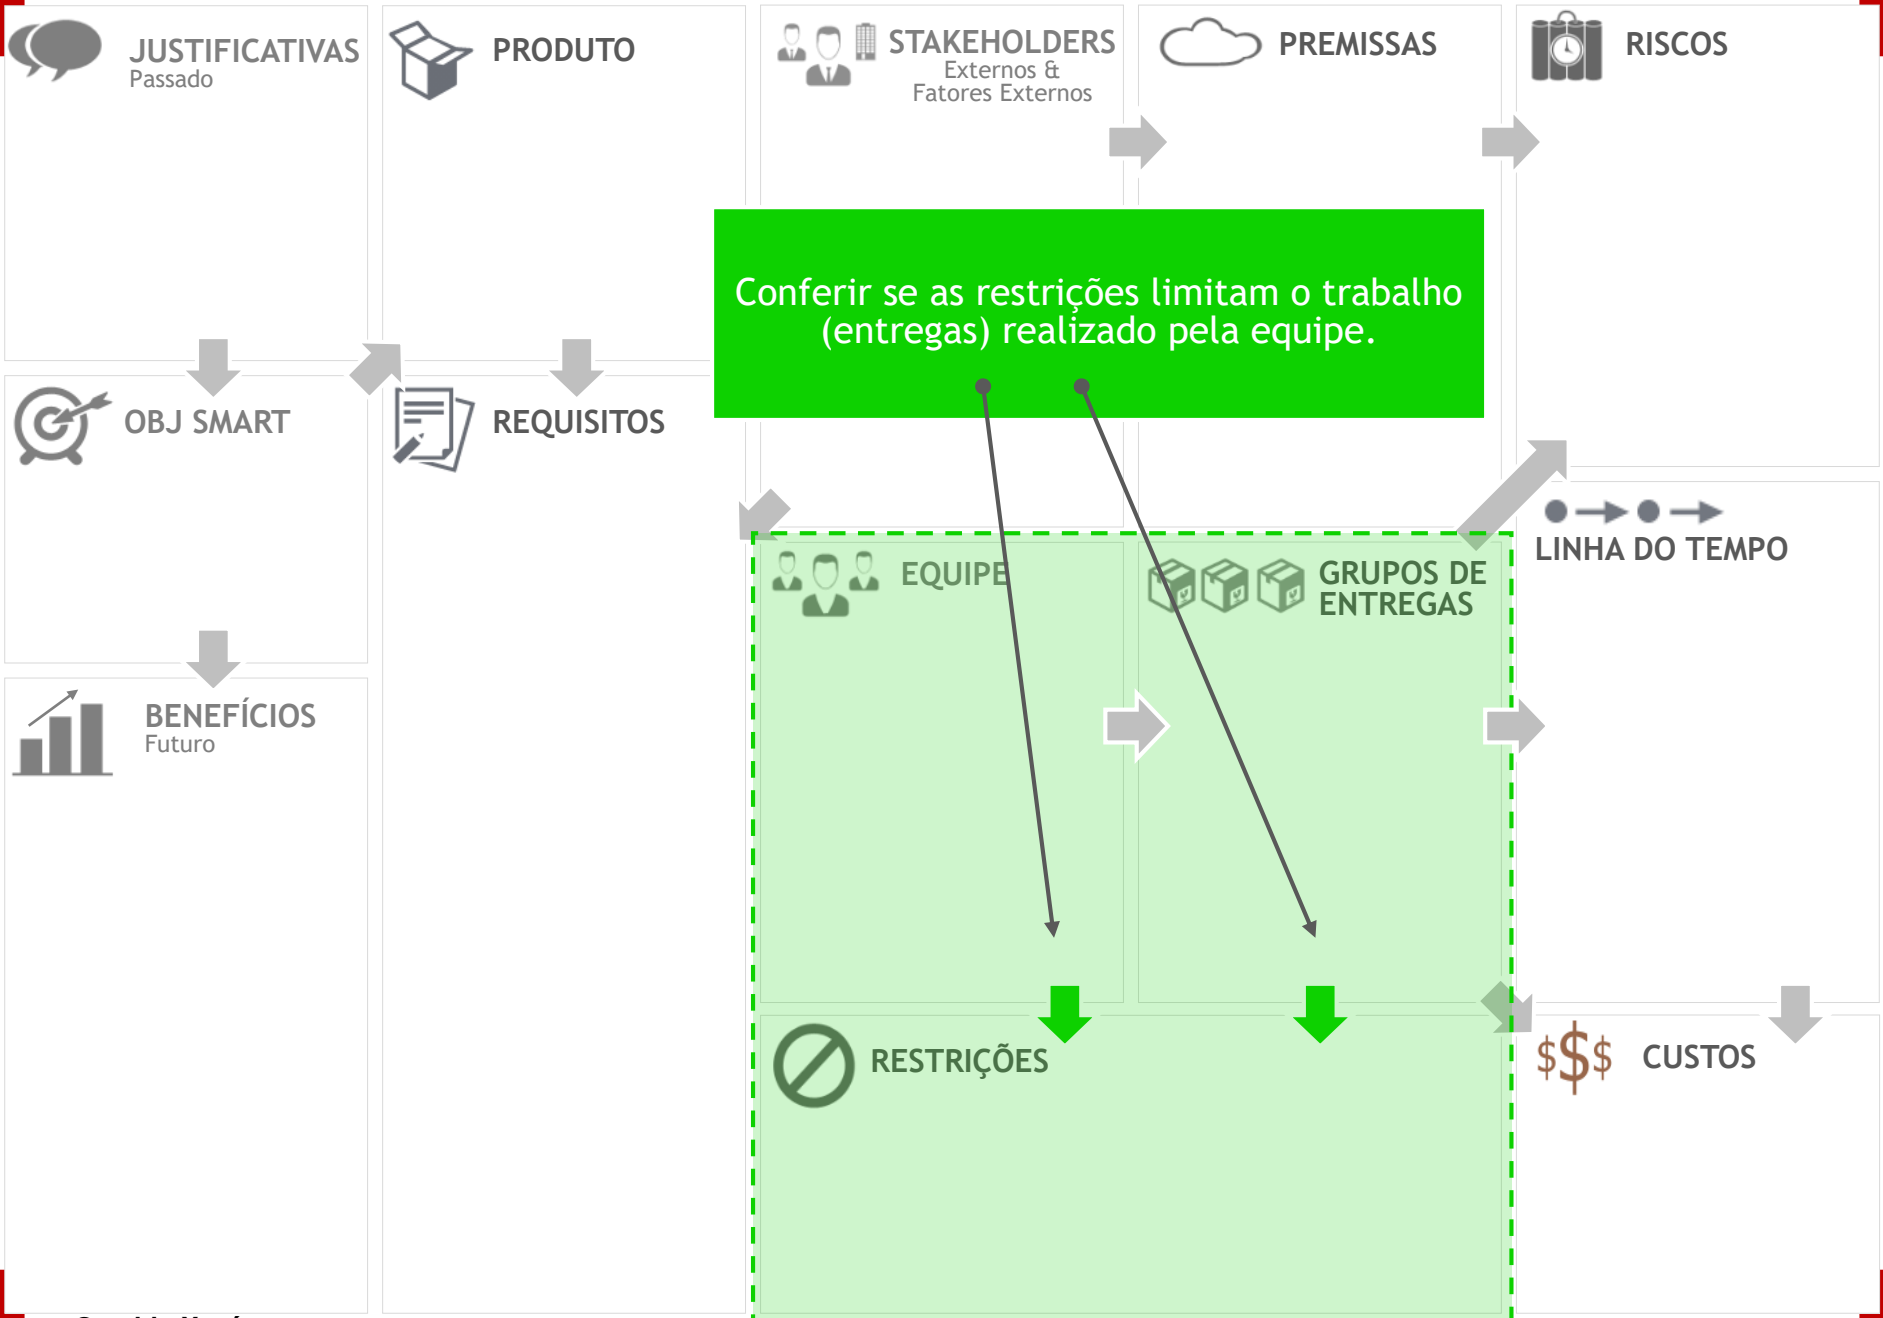 JUSTIFICATIVAS
Passado
PRODUTO
STAKEHOLDERS
Externos &
Fatores Externos
PREMISSAS
RISCOS
Conferir se as restrições limitam o trabalho
(entregas) realizado pela equipe.
OBJ SMART
REQUISITOS
LINHA DO TEMPO
EQUIPE
GRUPOS DE
ENTREGAS
BENEFÍCIOS
Futuro
RESTRIÇÕES
$$$
CUSTOS